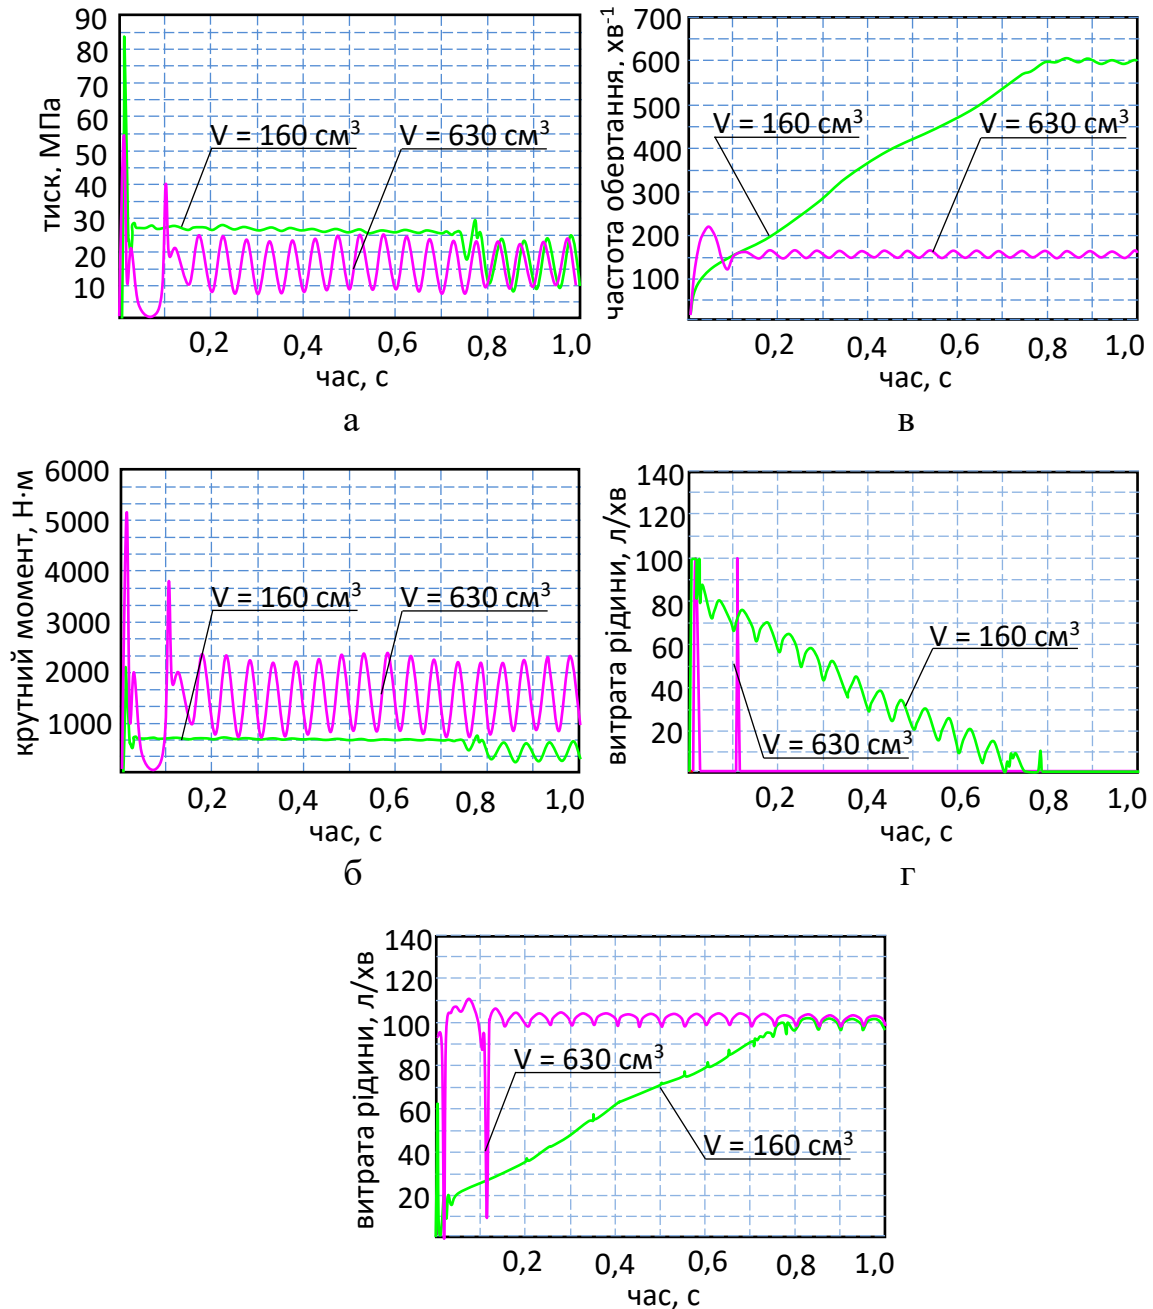 90
80
70
60
50
40
30
20
10
тиск, МПа
V = 160 см³
V = 630 см³
0,2
0,4
0,6
0,8
1,0
час, с
а
700
600
500
400
300
200
100
частота обертання, хв⁻¹
V = 160 см³
V = 630 см³
0,2
0,4
0,6
0,8
1,0
час, с
в
6000
5000
4000
3000
2000
1000
крутний момент, Н·м
V = 160 см³
V = 630 см³
0,2
0,4
0,6
0,8
1,0
час, с
б
140
120
100
80
60
40
20
витрата рідини, л/хв
V = 160 см³
V = 630 см³
0,2
0,4
0,6
0,8
1,0
час, с
г
140
120
100
80
60
40
20
витрата рідини, л/хв
V = 630 см³
V = 160 см³
0,2
0,4
0,6
0,8
1,0
час, с